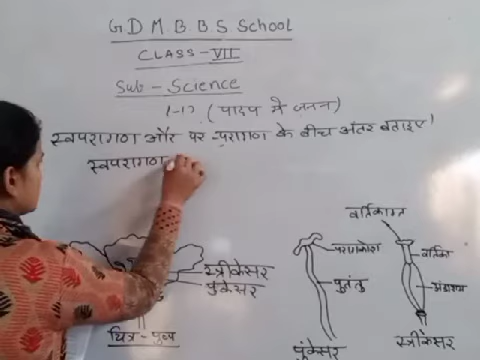 G D M. B. B. S. School
CLASS - VII
Sub - Science
L-12 (पादप में जनन)
स्वपरागण और पर-परागण के बीच अंतर बताइए।
स्वपरागण
वर्तिकाग्र
परागकोश
वर्तिका
स्त्रीकेसर
पुंकेसर
पुतंतु
अंडाशय
चित्र - पुष्प
पुंकेसर
स्त्रीकेसर